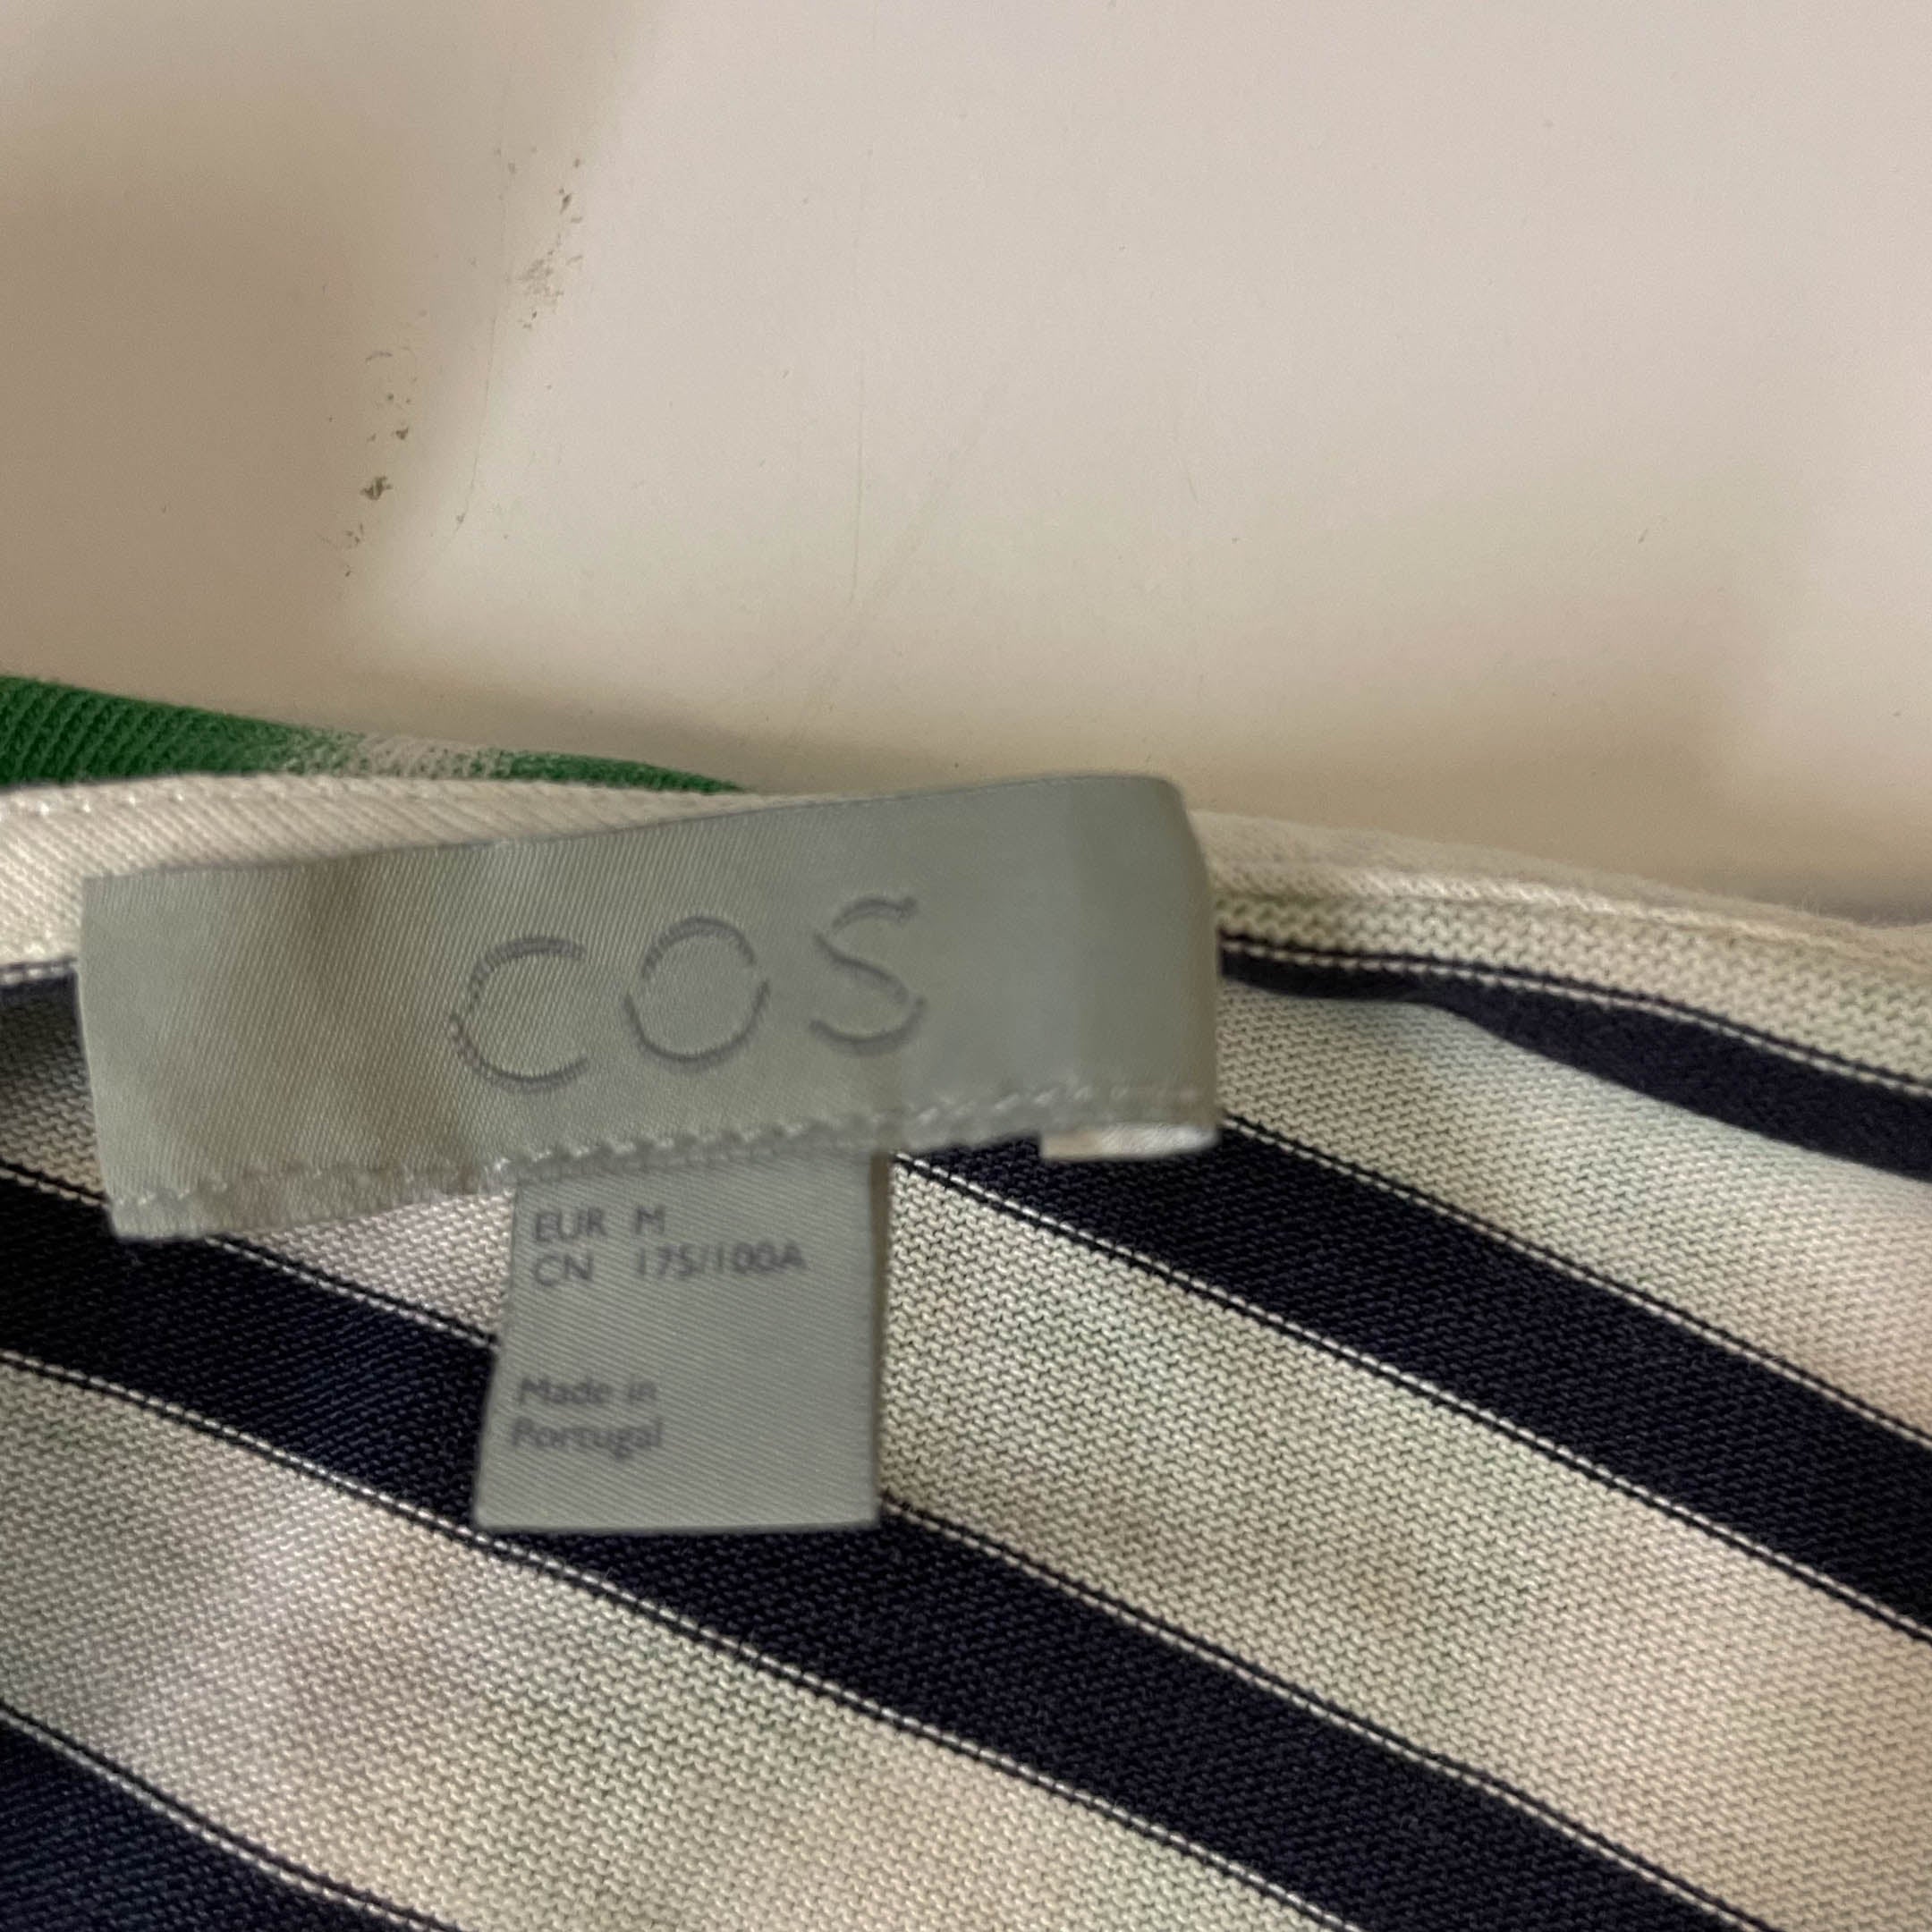 COS
EUR M
CN 175/100A
Made in
Portugal